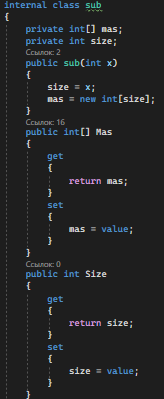 internal class sub
{
private int[] mas;
private int size;
Ссылок: 2
public sub(int x)
{
size = x;
mas = new int[size];
}
Ссылок: 16
public int[] Mas
{
get
{
return mas;
}
set
{
mas = value;
}
}
Ссылок: 0
public int Size
{
get
{
return size;
}
set
{
size = value;
}
}